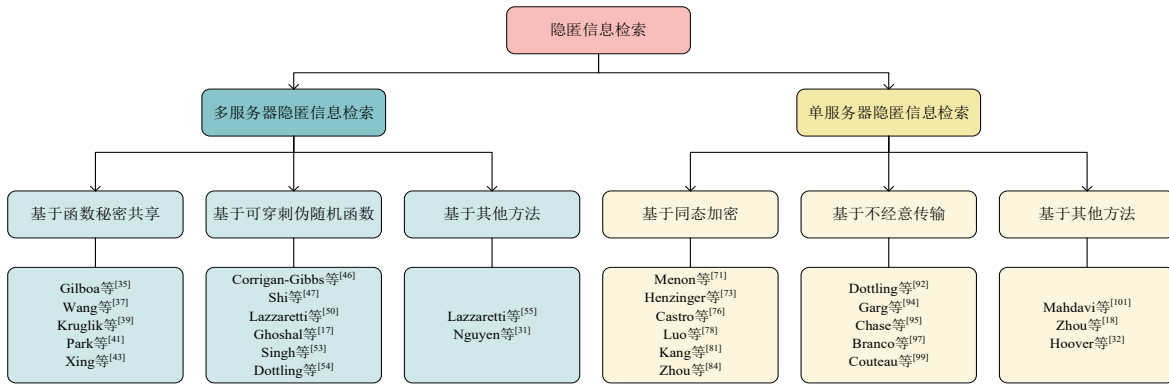 隐匿信息检索
多服务器隐匿信息检索
单服务器隐匿信息检索
基于函数秘密共享
基于可穿刺伪随机函数
基于其他方法
基于同态加密
基于不经意传输
基于其他方法
Gilboa等[35]
Wang等[37]
Kruglik等[39]
Park等[41]
Xing等[43]
Corrigan-Gibbs等[46]
Shi等[47]
Lazzaretti等[50]
Ghoshal等[17]
Singh等[53]
Dottling等[54]
Lazzaretti等[55]
Nguyen等[31]
Menon等[71]
Henzinger等[73]
Castro等[76]
Luo等[78]
Kang等[81]
Zhou等[84]
Dottling等[92]
Garg等[94]
Chase等[95]
Branco等[97]
Couteau等[99]
Mahdavi等[101]
Zhou等[18]
Hoover等[32]